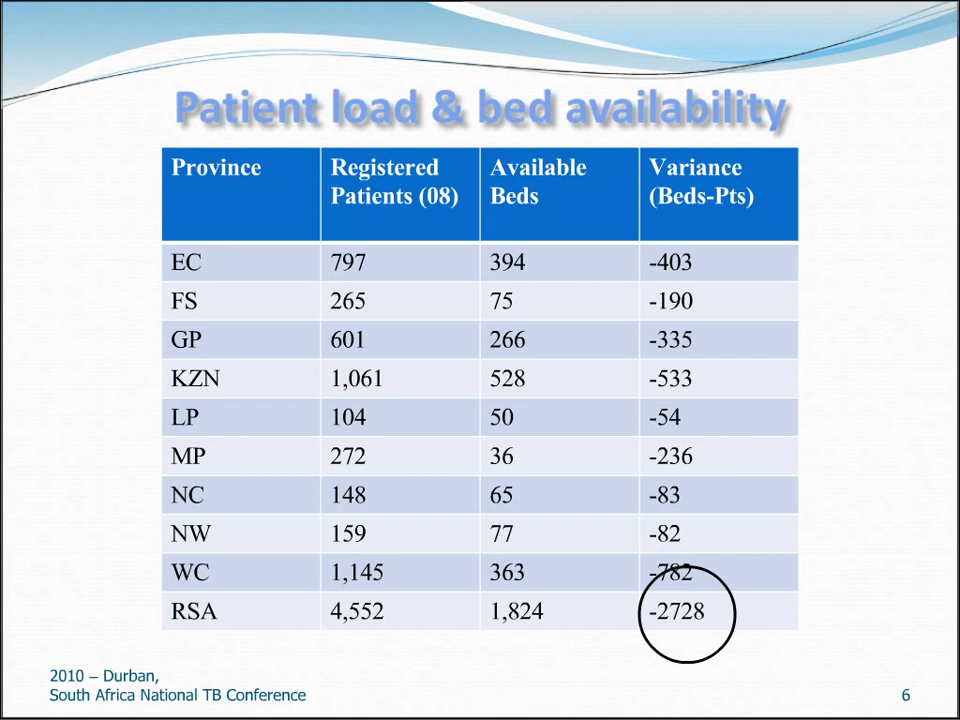 Patient load & bed availability
Province Registered Patients (08) Available Beds Variance (Beds-Pts)
EC 797 394 -403
FS 265 75 -190
GP 601 266 -335
KZN 1,061 528 -533
LP 104 50 -54
MP 272 36 -236
NC 148 65 -83
NW 159 77 -82
WC 1,145 363 -782
RSA 4,552 1,824 -2728
2010 – Durban,
South Africa National TB Conference
6